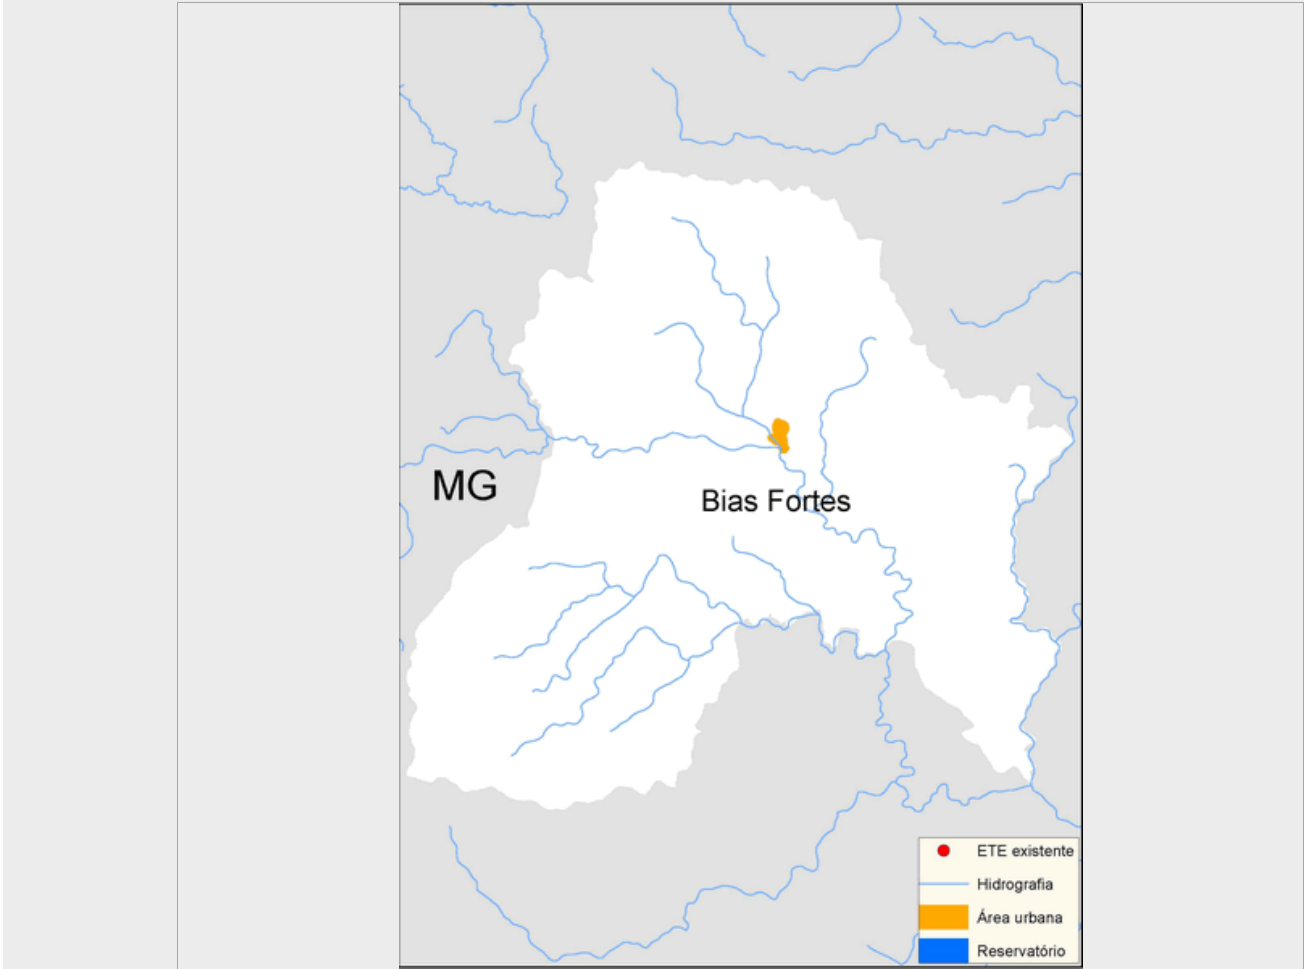 MG
Bias Fortes
ETE existente
Hidrografia
Área urbana
Reservatório